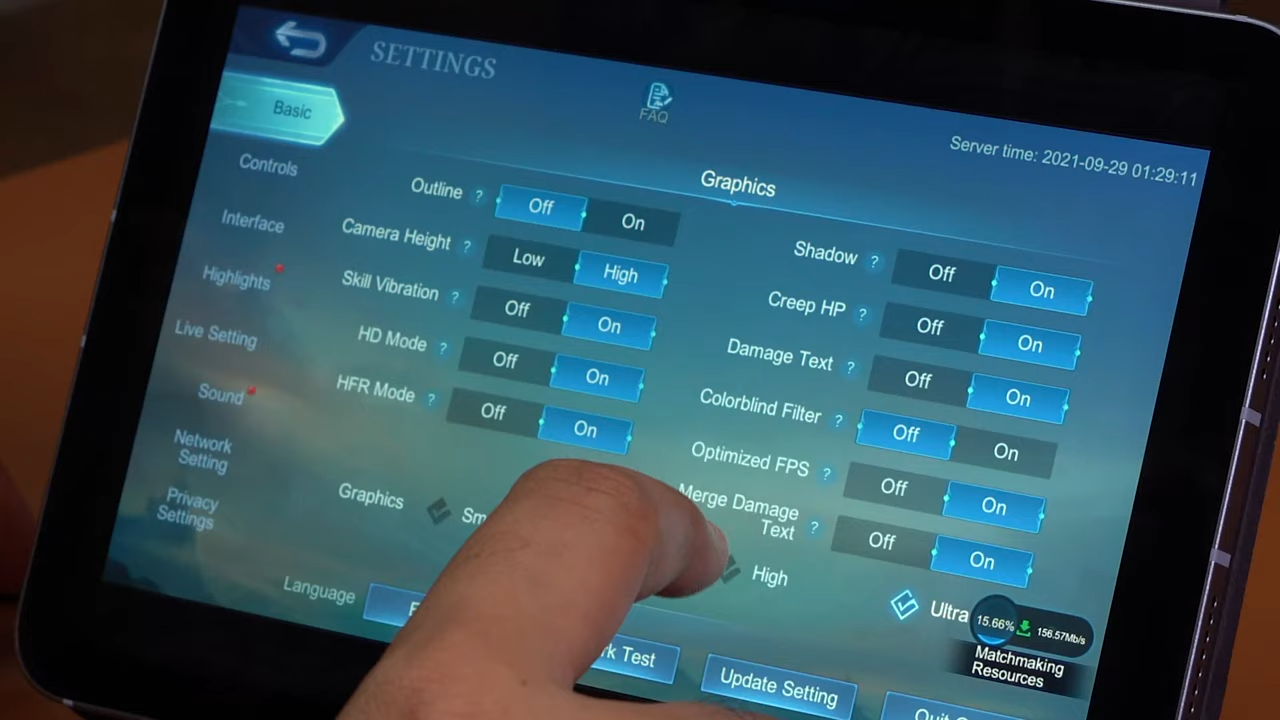 SETTINGS
FAQ
Server time: 2021-09-29 01:29:11
Basic
Controls
Interface
Highlights
Live Setting
Sound
Network
Setting
Privacy
Settings
Graphics
Outline ? Off On
Camera Height ? Low High
Skill Vibration ? Off On
HD Mode ? Off On
HFR Mode ? Off On
Shadow ? Off On
Creep HP ? Off On
Damage Text ? Off On
Colorblind Filter ? Off On
Optimized FPS ? Off On
Merge Damage
Text ? Off On
Graphics Sm
High
Ultra
15.66% 156.57Mb/s
Matchmaking
Resources
Language
rk Test
Update Setting
Quit